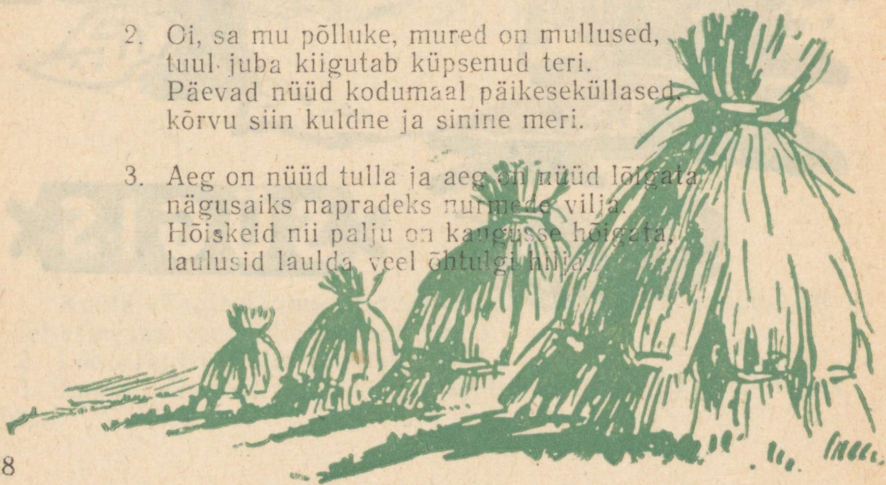 2. Oi, sa mu põlluke, mured on mullused,
tuul juba kiigutab küpsenud teri.
Päevad nüüd kodumaal päikeseküllased,
kõrvu siin kuldne ja sinine meri.
3. Aeg on nüüd tulla ja aeg on nüüd lõigata
nägusaiks napradeks nurmede vilja.
Hõiskeid nii palju on kaugusse hõigata,
laulusid laulda veel õhtulgi hilja.
8